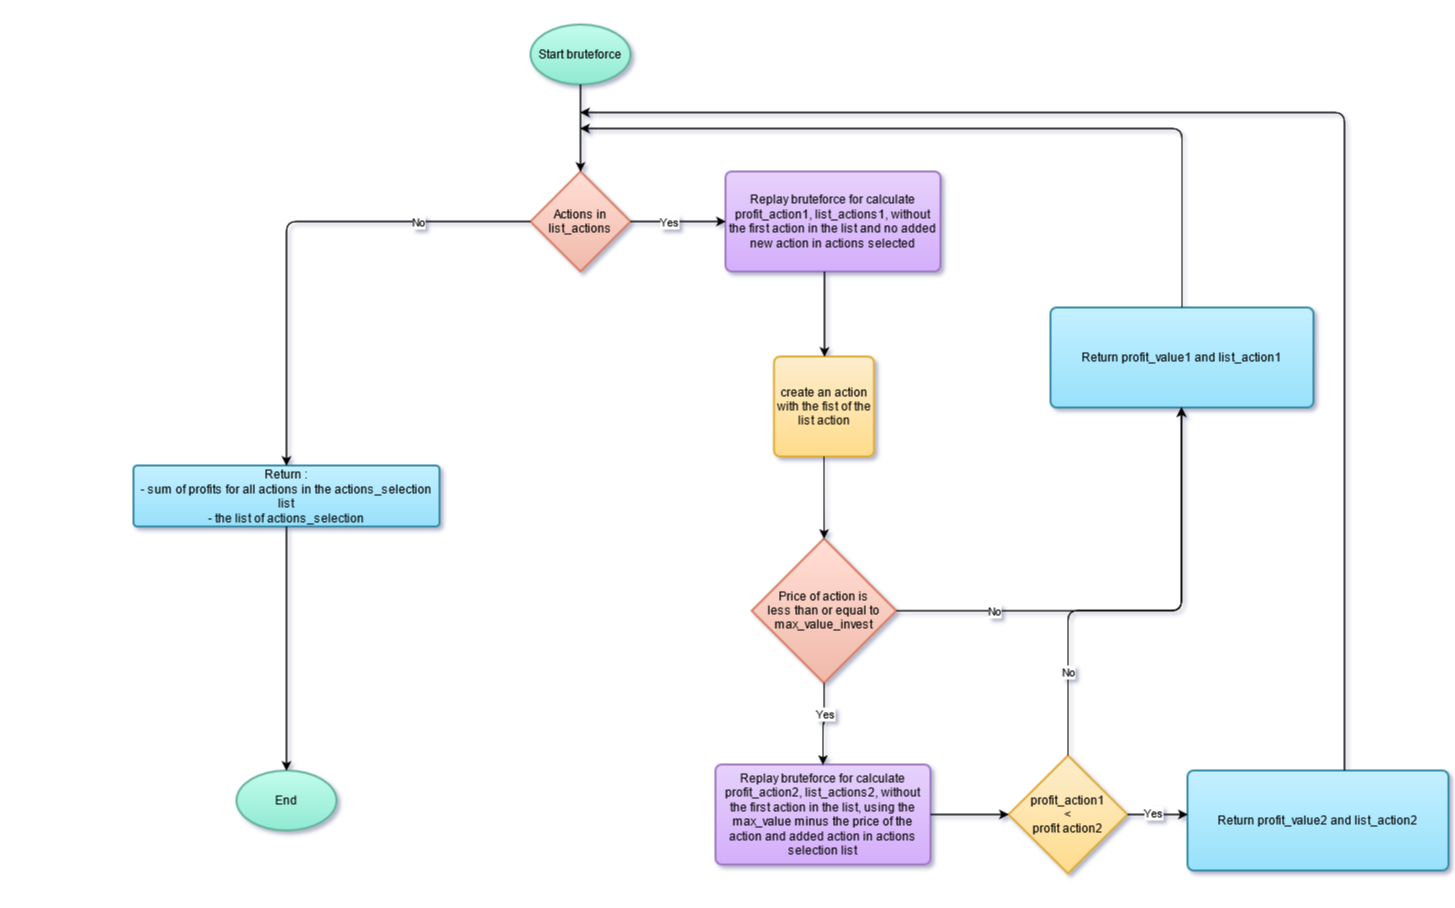 Start bruteforce
Actions in
list_actions
No
Yes
Replay bruteforce for calculate
profit_action1, list_actions1, without
the first action in the list and no added
new action in actions selected
Return profit_value1 and list_action1
create an action
with the fist of the
list action
Return :
- sum of profits for all actions in the actions_selection
list
- the list of actions_selection
Price of action is
less than or equal to
max_value_invest
No
No
Yes
Replay bruteforce for calculate
profit_action2, list_actions2, without
the first action in the list, using the
max_value minus the price of the
action and added action in actions
selection list
profit_action1
<
profit action2
Yes
Return profit_value2 and list_action2
End